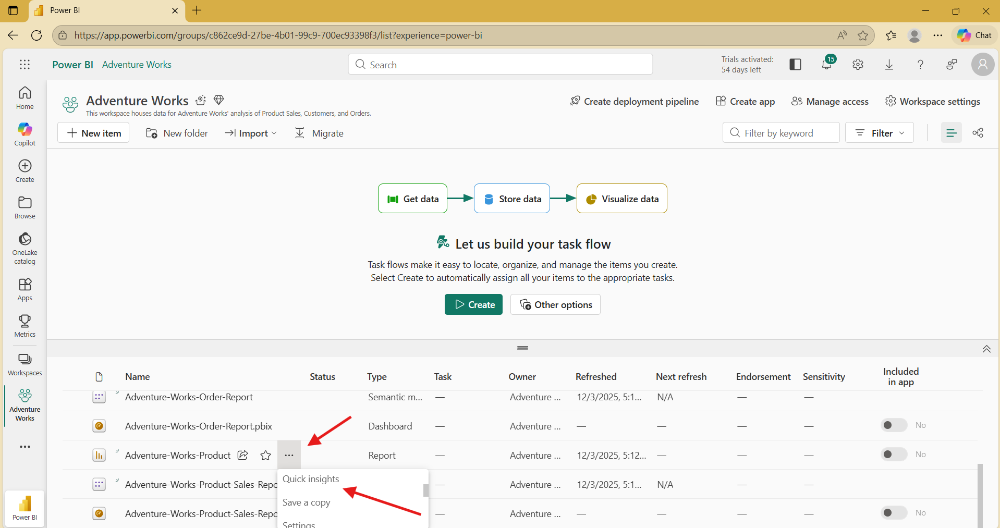 Power BI
https://app.powerbi.com/groups/c862ce9d-27be-4b01-99c9-700ec93398f3/list?experience=power-bi
Chat
Power BI Adventure Works
Search
Trials activated:
54 days left
15
Home
Copilot
Create
Browse
OneLake
catalog
Apps
Metrics
Workspaces
Adventure
Works
Power BI
Adventure Works
This workspace houses data for Adventure Works' analysis of Product Sales, Customers, and Orders.
Create deployment pipeline Create app Manage access Workspace settings
New item New folder Import Migrate
Filter by keyword Filter
Get data Store data Visualize data
Let us build your task flow
Task flows make it easy to locate, organize, and manage the items you create.
Select Create to automatically assign all your items to the appropriate tasks.
Create Other options
Name Status Type Task Owner Refreshed Next refresh Endorsement Sensitivity Included
in app
Adventure-Works-Order-Report Semantic m... — Adventure ... 12/3/2025, 5:1... N/A — —
Adventure-Works-Order-Report.pbix Dashboard — Adventure ... — — — — No
Adventure-Works-Product Report — Adventure ... 12/3/2025, 5:12... — — — No
Adventure-Works-Product-Sales-Repo — Adventure ... 12/3/2025, 5:1... N/A — —
Adventure-Works-Product-Sales-Repo — Adventure ... — — — — No
Quick insights
Save a copy
Settings